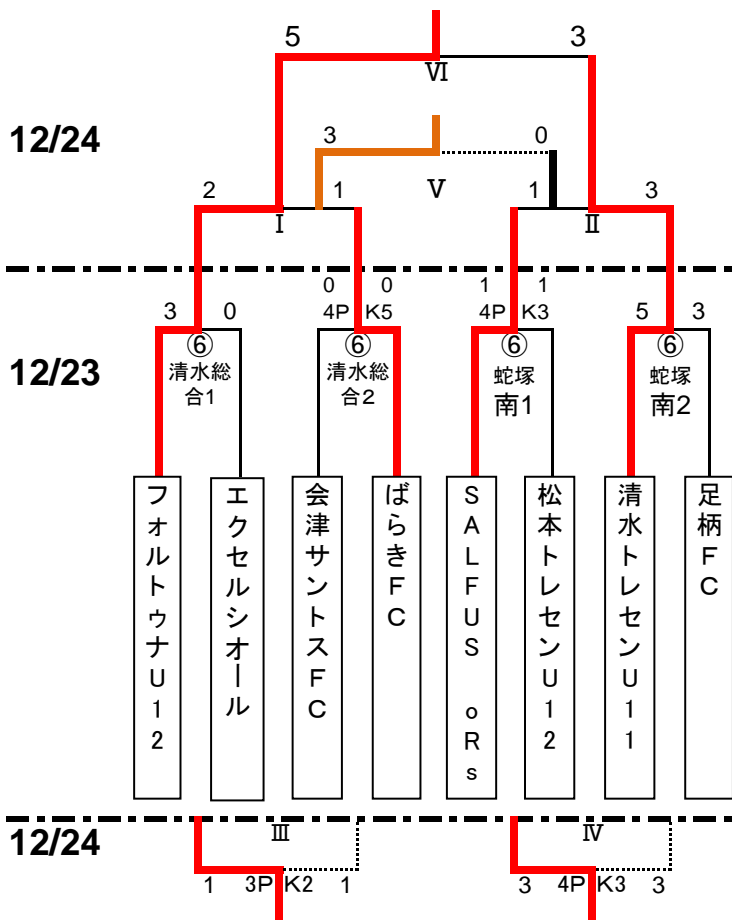 5 3
Ⅵ
12/24
3 0
Ⅴ
2 1 1 3
Ⅰ Ⅱ
0 0 1 1
3 0 4P K5 4P K3 5 3
12/23
⑥ ⑥ ⑥ ⑥
清水総
合1
清水総
合2
蛇塚
南1
蛇塚
南2
フォルトゥナU12
エクセルシオール
会津サントスFC
ばらきFC
SALFUS oRs
松本トレセンU12
清水トレセンU11
足柄FC
12/24
Ⅲ Ⅳ
1 3P K2 1 3 4P K3 3